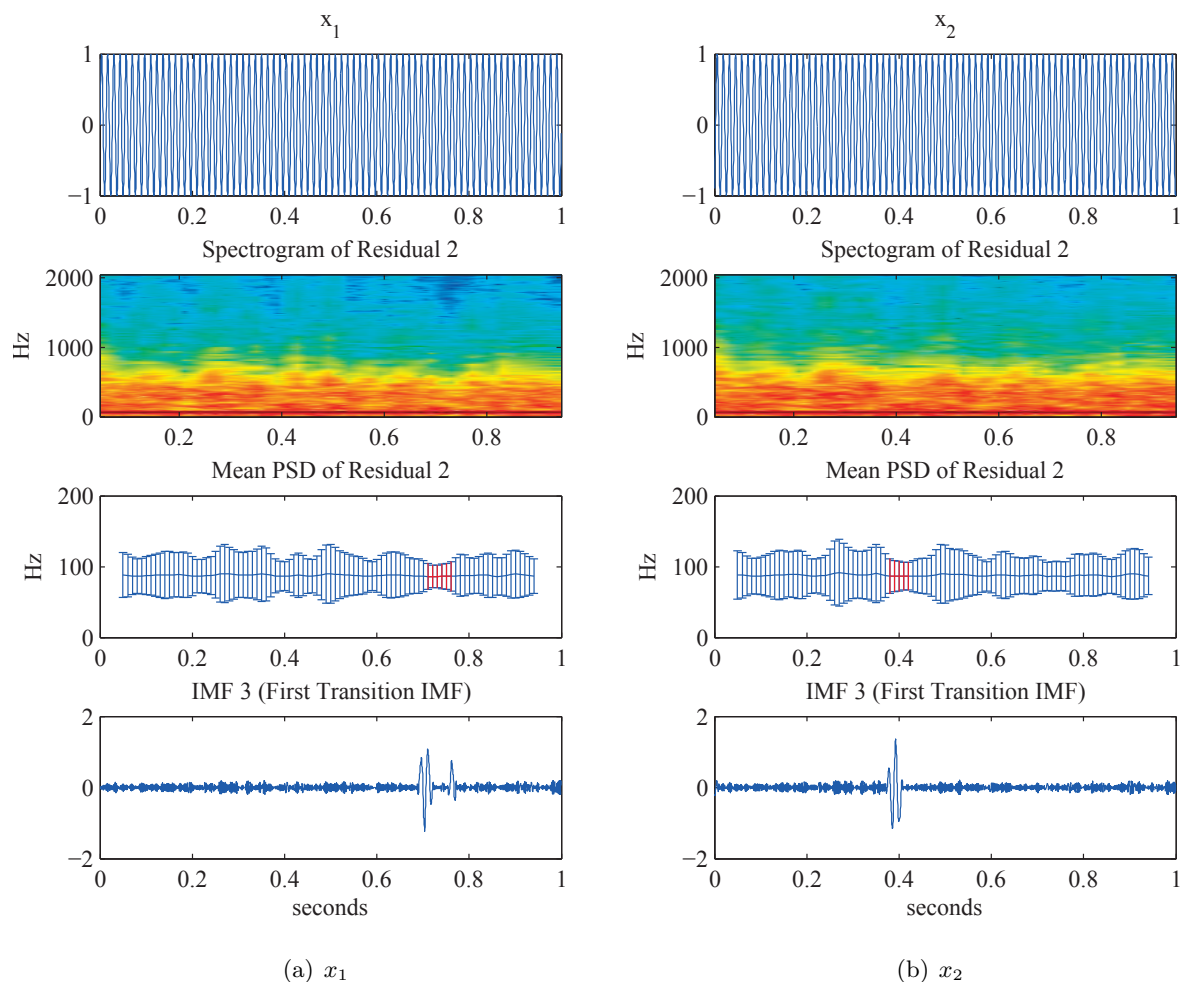 x1
1
0
−1
0 0.2 0.4 0.6 0.8 1
Spectrogram of Residual 2
2000
1000
0
Hz
0.2 0.4 0.6 0.8
Mean PSD of Residual 2
200
100
0
Hz
0 0.2 0.4 0.6 0.8 1
IMF 3 (First Transition IMF)
2
0
−2
0 0.2 0.4 0.6 0.8 1
seconds
(a) x1
x2
1
0
−1
0 0.2 0.4 0.6 0.8 1
Spectogram of Residual 2
2000
1000
0
Hz
0.2 0.4 0.6 0.8
Mean PSD of Residual 2
200
100
0
Hz
0 0.2 0.4 0.6 0.8 1
IMF 3 (First Transition IMF)
2
0
−2
0 0.2 0.4 0.6 0.8 1
seconds
(b) x2